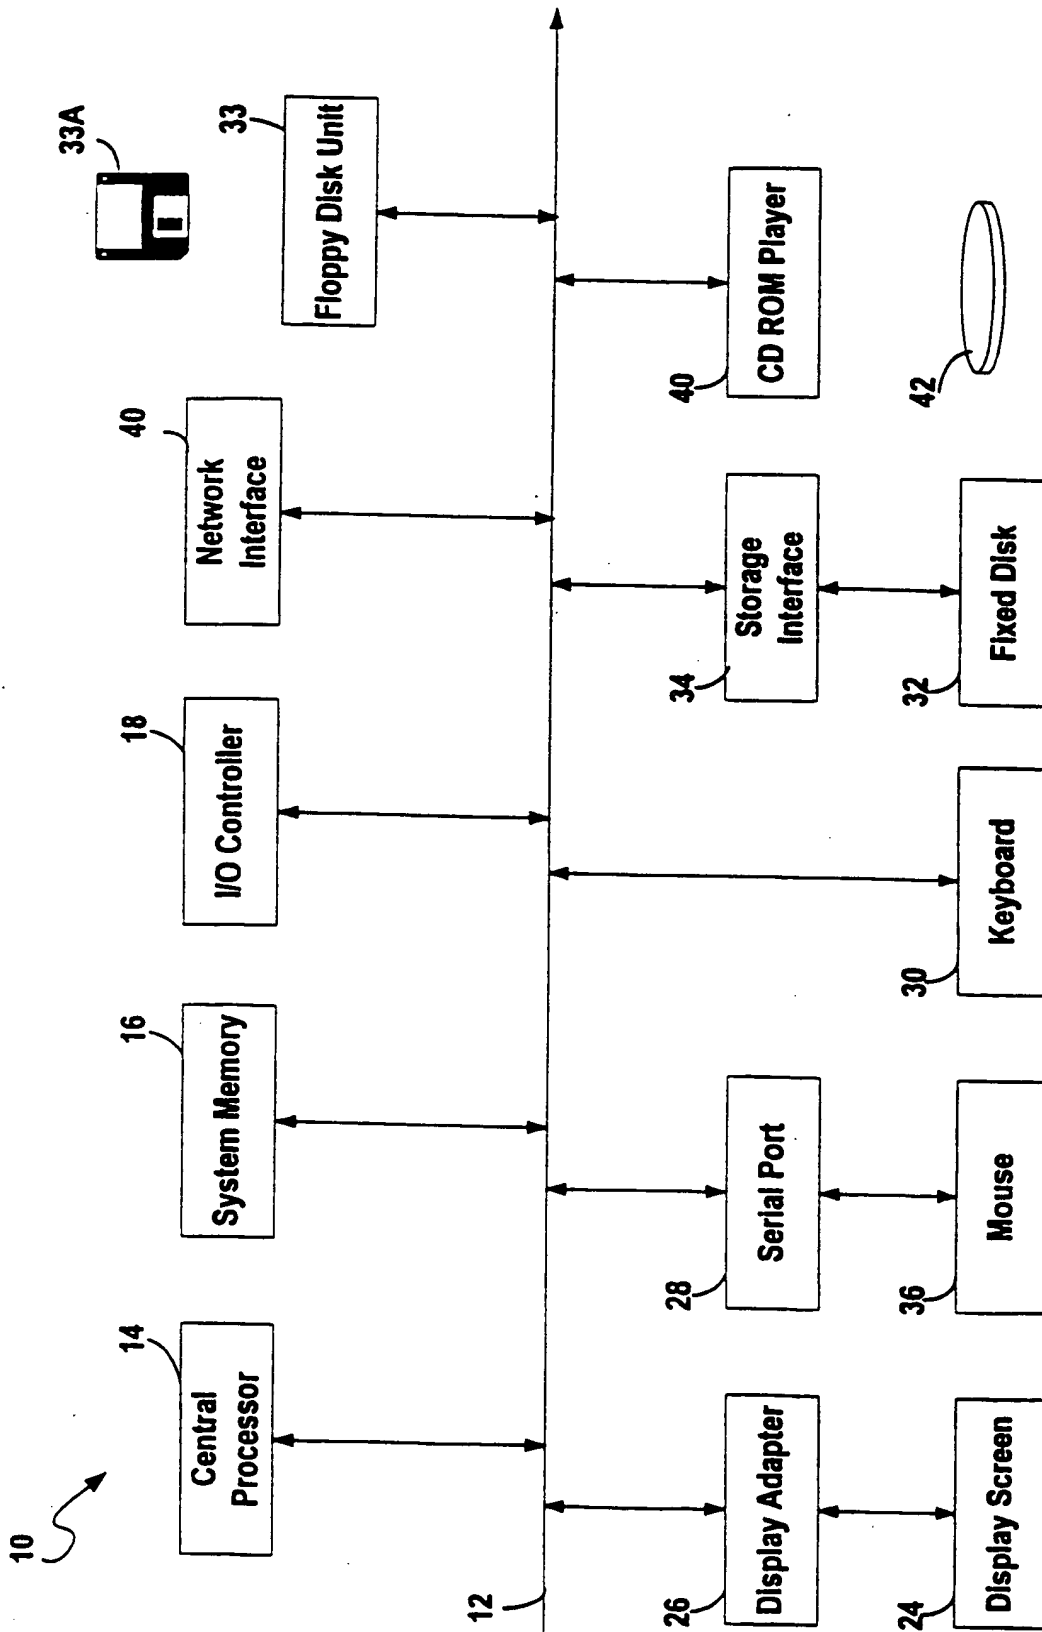 10
14
Central
Processor
16
System Memory
18
I/O Controller
40
Network
Interface
33A
33
Floppy Disk Unit
12
26
Display Adapter
28
Serial Port
34
Storage
Interface
40
CD ROM Player
24
Display Screen
36
Mouse
30
Keyboard
32
Fixed Disk
42